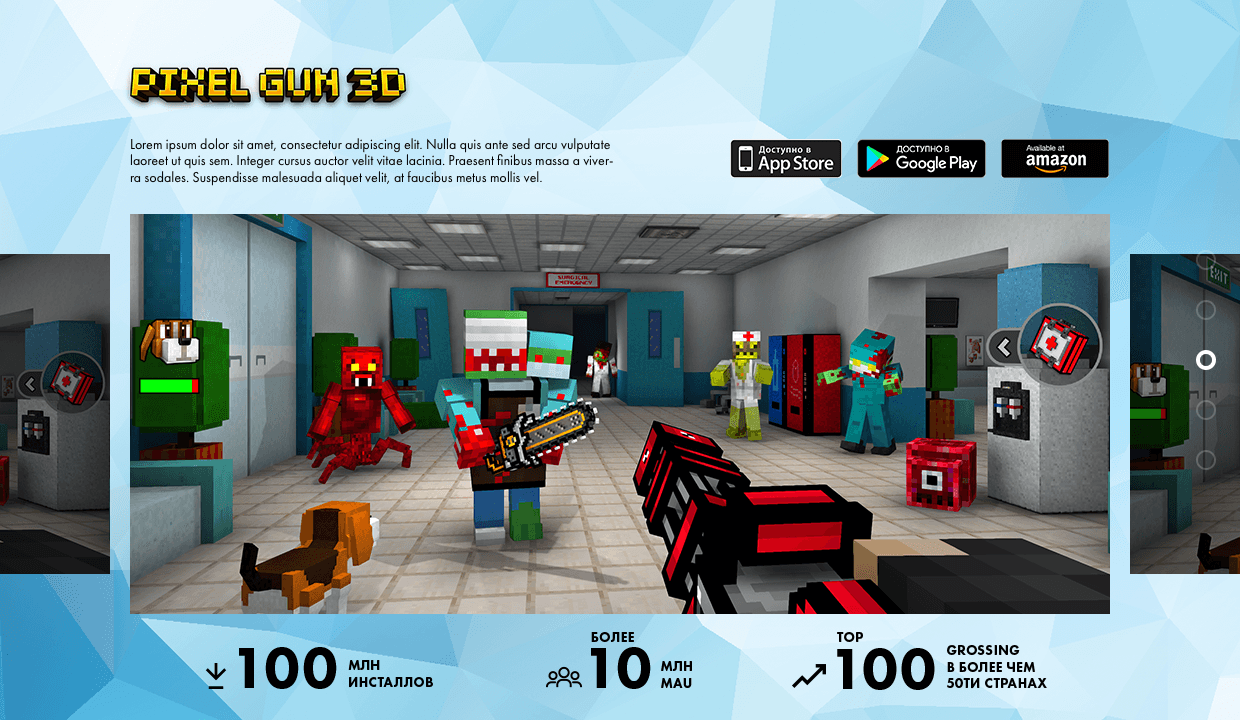 PIXEL GUN 3D
Lorem ipsum dolor sit amet, consectetur adipiscing elit. Nulla quis ante sed arcu vulputate
laoreet ut quis sem. Integer cursus auctor velit vitae lacinia. Praesent finibus massa a viver-
ra sodales. Suspendisse malesuada aliquet velit, at faucibus metus mollis vel.
Доступно в
App Store
ДОСТУПНО В
Google Play
Available at
amazon
SURGICAL
EMERGENCY
EXIT
100 МЛН
ИНСТАЛЛОВ
БОЛЕЕ
10 МЛН
MAU
TOP
100 GROSSING
В БОЛЕЕ ЧЕМ
50ТИ СТРАНАХ